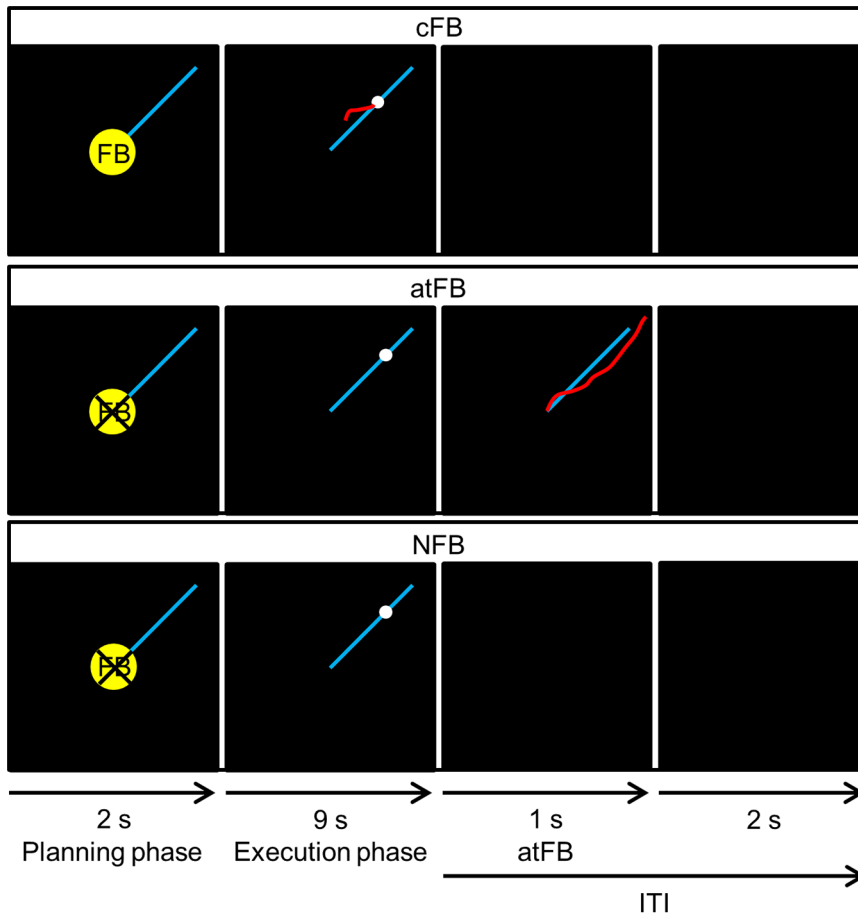 cFB
FB
atFB
FB
NFB
FB
2 s
9 s
1 s
2 s
Planning phase
Execution phase
atFB
ITI